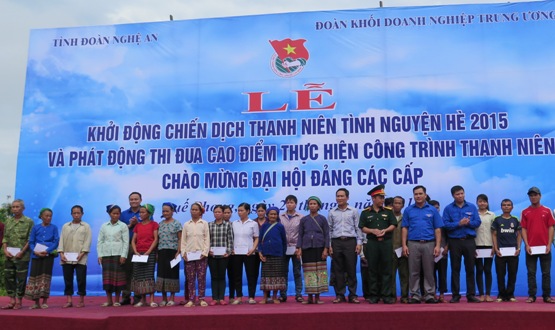 TỈNH ĐOÀN NGHỆ AN
ĐOÀN KHỐI DOANH NGHIỆP TRUNG ƯƠNG
LỄ
KHỞI ĐỘNG CHIẾN DỊCH THANH NIÊN TÌNH NGUYỆN HÈ 2015
VÀ PHÁT ĐỘNG THI ĐUA CAO ĐIỂM THỰC HIỆN CÔNG TRÌNH THANH NIÊN
CHÀO MỪNG ĐẠI HỘI ĐẢNG CÁC CẤP